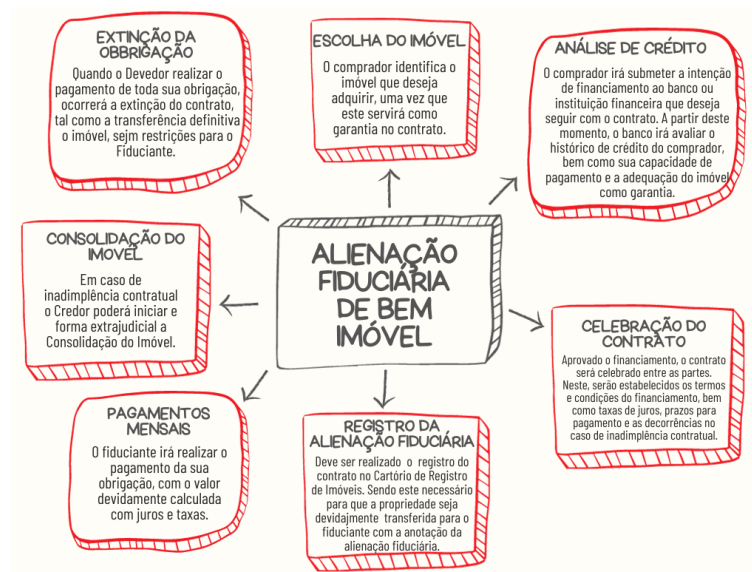 EXTINÇÃO DA
OBBRIGAÇÃO
Quando o Devedor realizar o
pagamento de toda sua obrigação,
ocorrerá a extinção do contrato,
tal como a transferência definitiva
o imóvel, sejm restrições para o
Fiduciante.
ESCOLHA DO IMÓVEL
O comprador identifica o
imóvel que deseja
adquirir, uma vez que
este servirá como
garantia no contrato.
ANÁLISE DE CRÉDITO
O comprador irá submeter a intenção
de financiamento ao banco ou
instituição financeira que deseja
seguir com o contrato. A partir deste
momento, o banco irá avaliar o
histórico de crédito do comprador,
bem como sua capacidade de
pagamento e a adequação do imóvel
como garantia.
ALIENAÇÃO
FIDUCIÁRIA
DE BEM
IMÓVEL
CONSOLIDAÇÃO DO
IMOVEL
Em caso de
inadimplência contratual
o Credor poderá iniciar e
forma extrajudicial a
Consolidação do Imóvel.
CELEBRAÇÃO DO
CONTRATO
Aprovado o financiamento, o contrato
será celebrado entre as partes.
Neste, serão estabelecidos os termos
e condições do financiamento, bem
como taxas de juros, prazos para
pagamento e as decorrências no
caso de inadimplência contratual.
PAGAMENTOS
MENSAIS
O fiduciante irá realizar o
pagamento da sua
obrigação, com o valor
devidamente calculada
com juros e taxas.
REGISTRO DA
ALIENAÇÃO FIDUCIÁRIA
Deve ser realizado o registro do
contrato no Cartório de Registro
de Imóveis. Sendo este necessário
para que a propriedade seja
devidajmente transferida para o
fiduciante com a anotação da
alienação fiduciária.